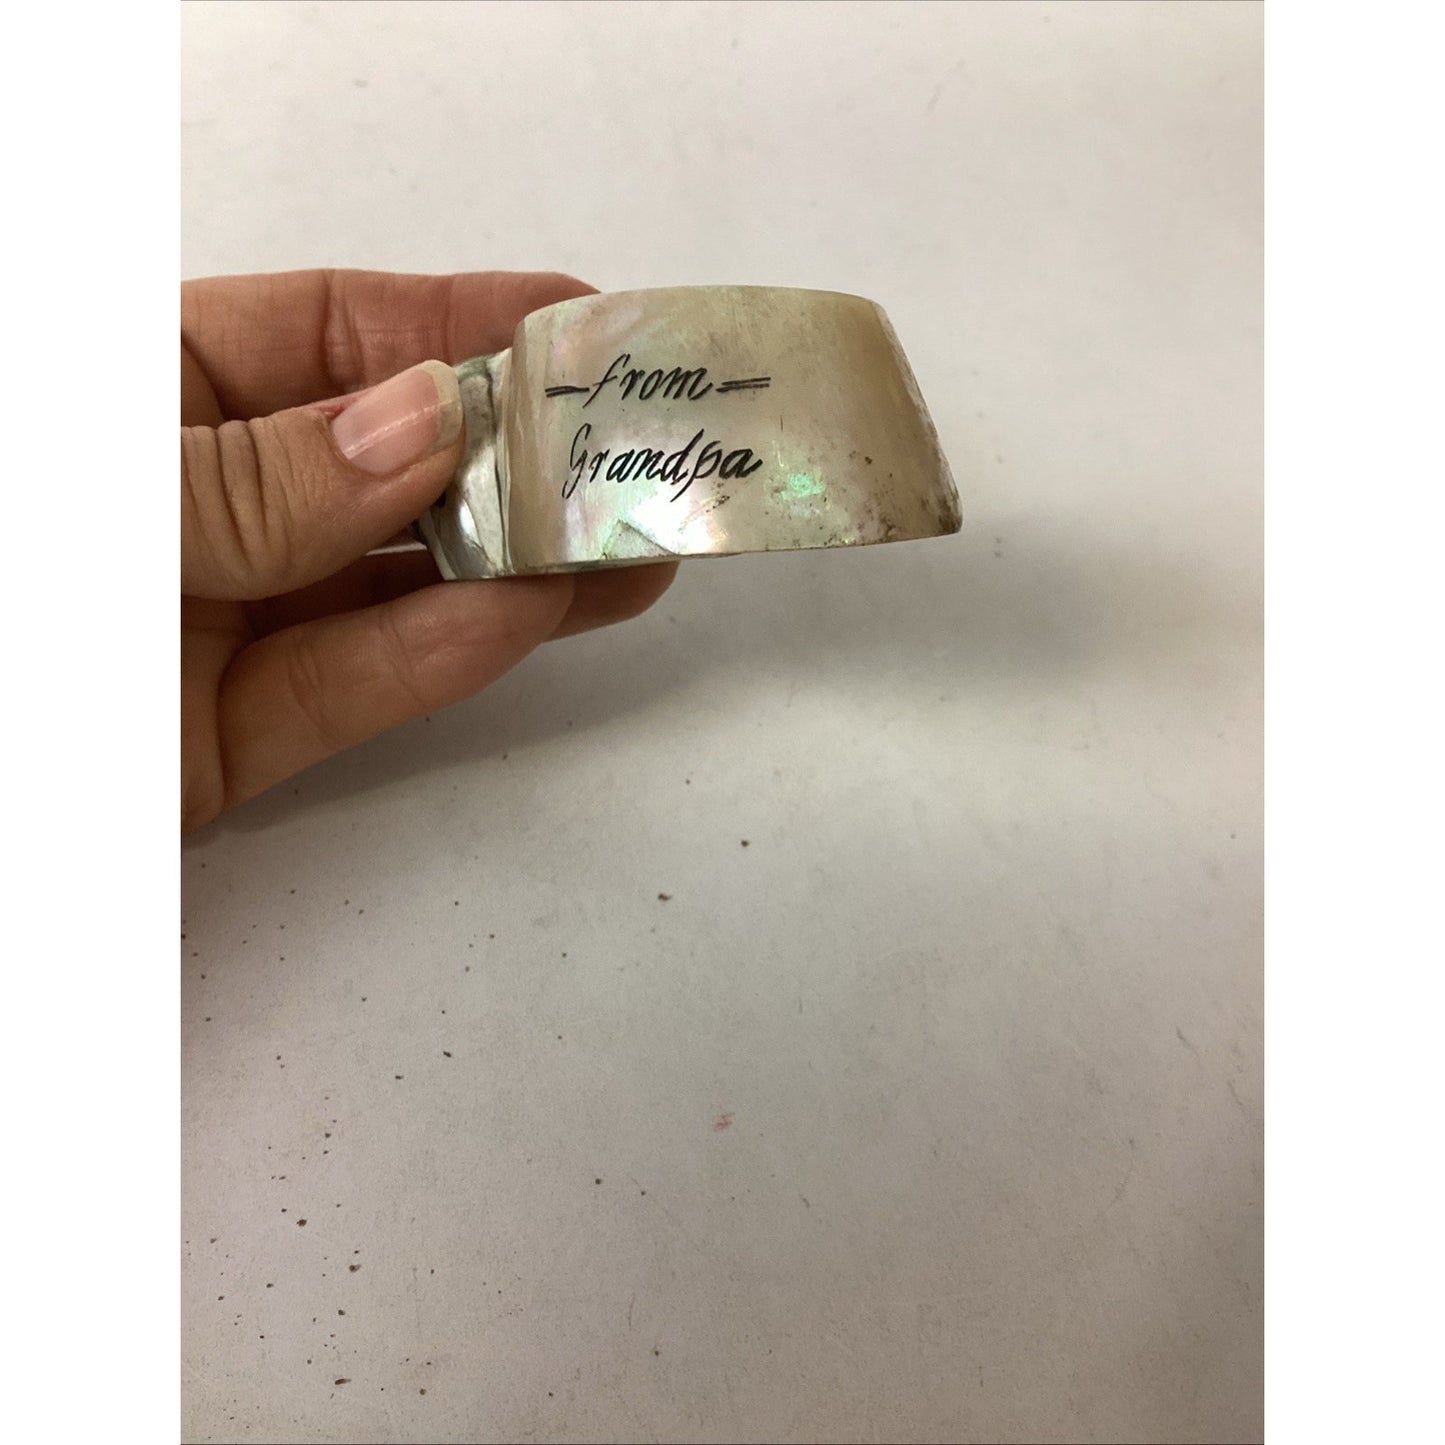 =from=
Grandpa